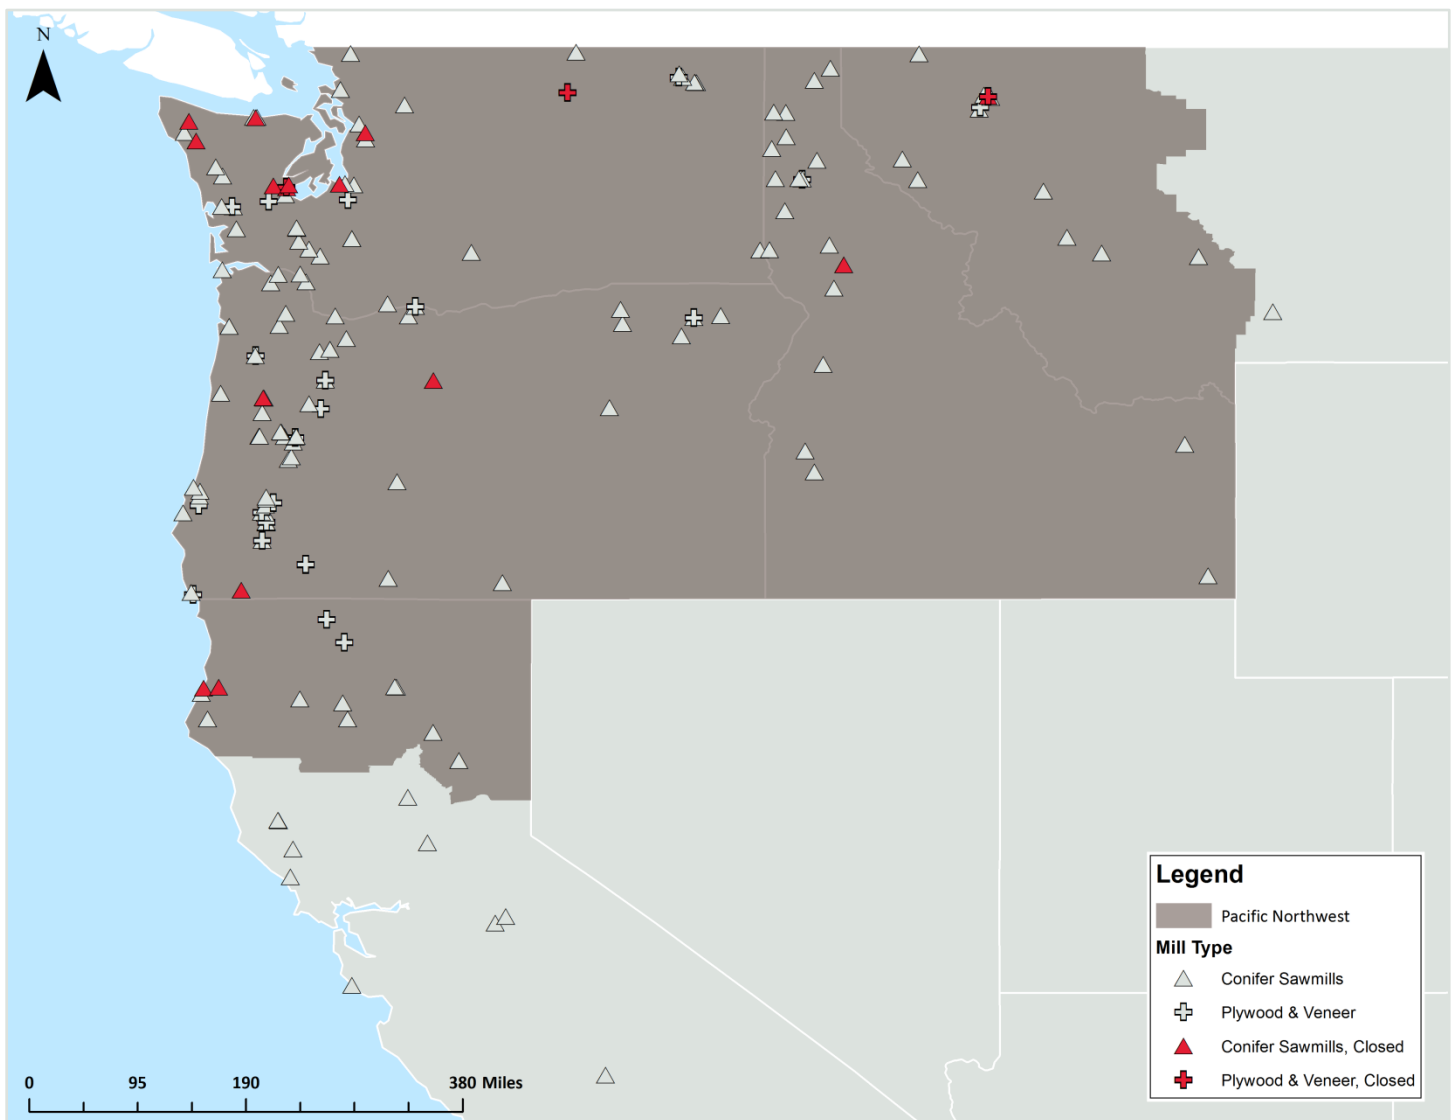 N
Legend
Pacific Northwest
Mill Type
Conifer Sawmills
Plywood & Veneer
Conifer Sawmills, Closed
Plywood & Veneer, Closed
0 95 190 380 Miles